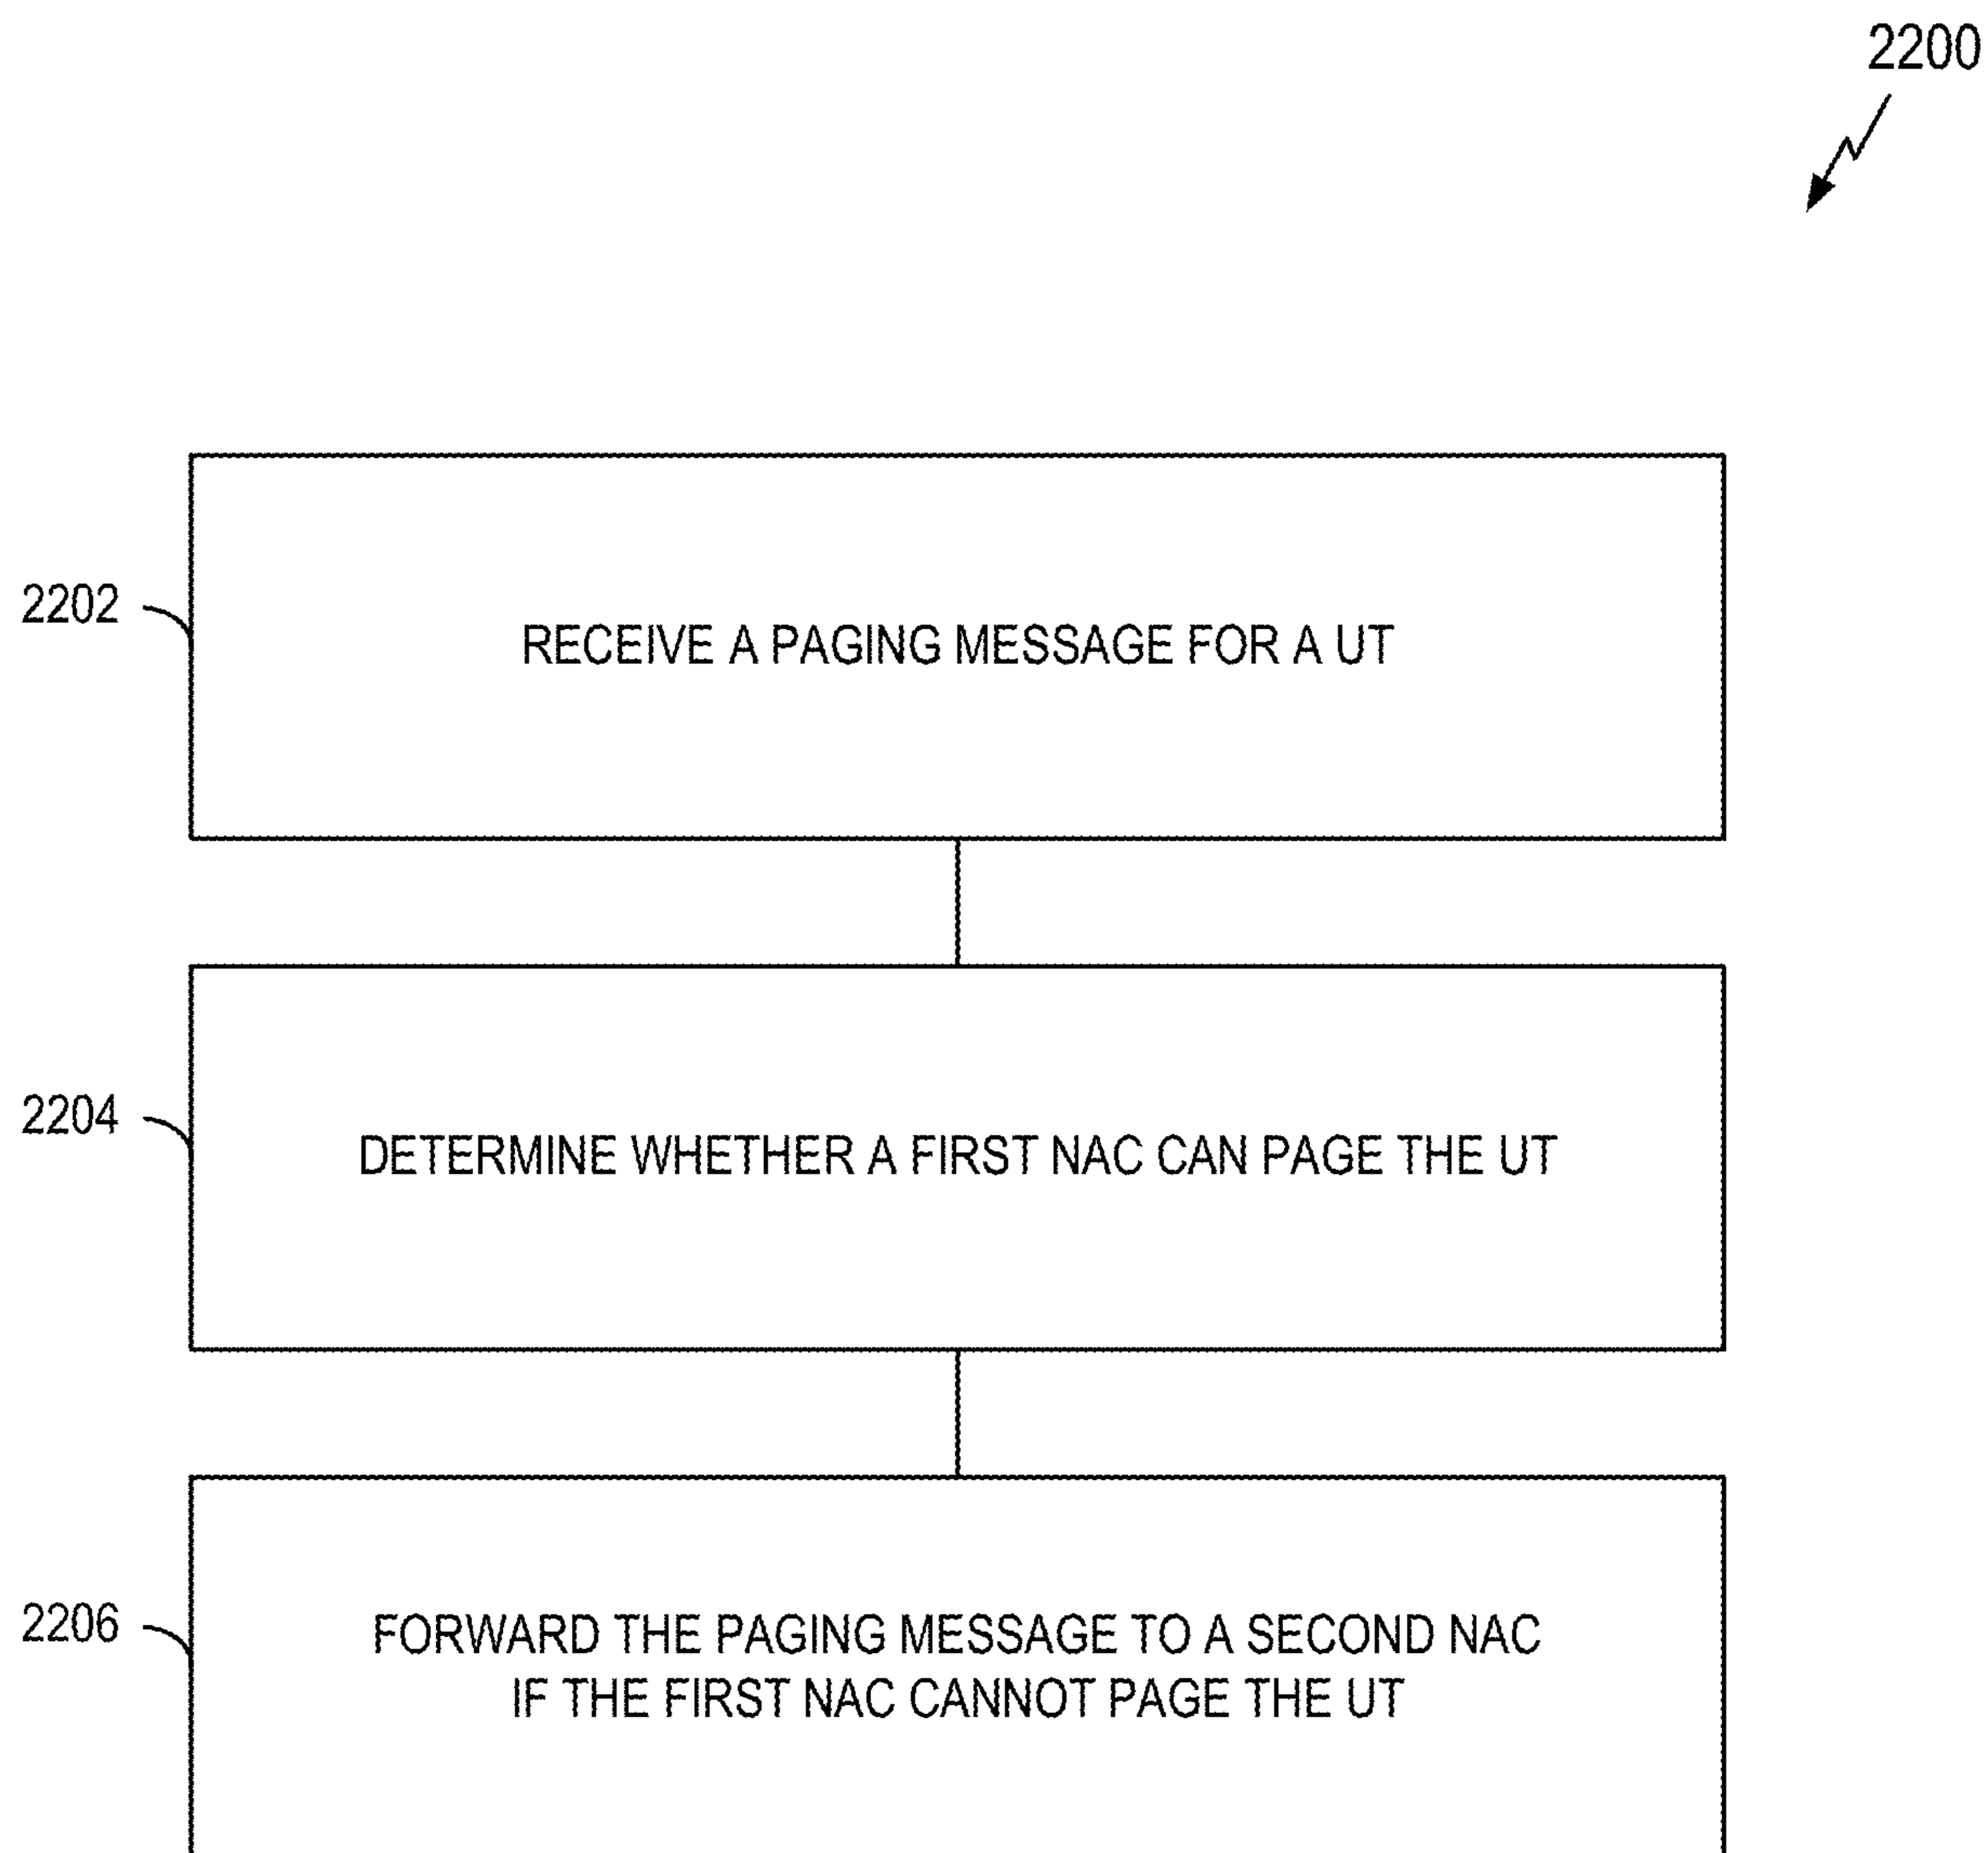 2200
2202
RECEIVE A PAGING MESSAGE FOR A UT
2204
DETERMINE WHETHER A FIRST NAC CAN PAGE THE UT
2206
FORWARD THE PAGING MESSAGE TO A SECOND NAC
IF THE FIRST NAC CANNOT PAGE THE UT